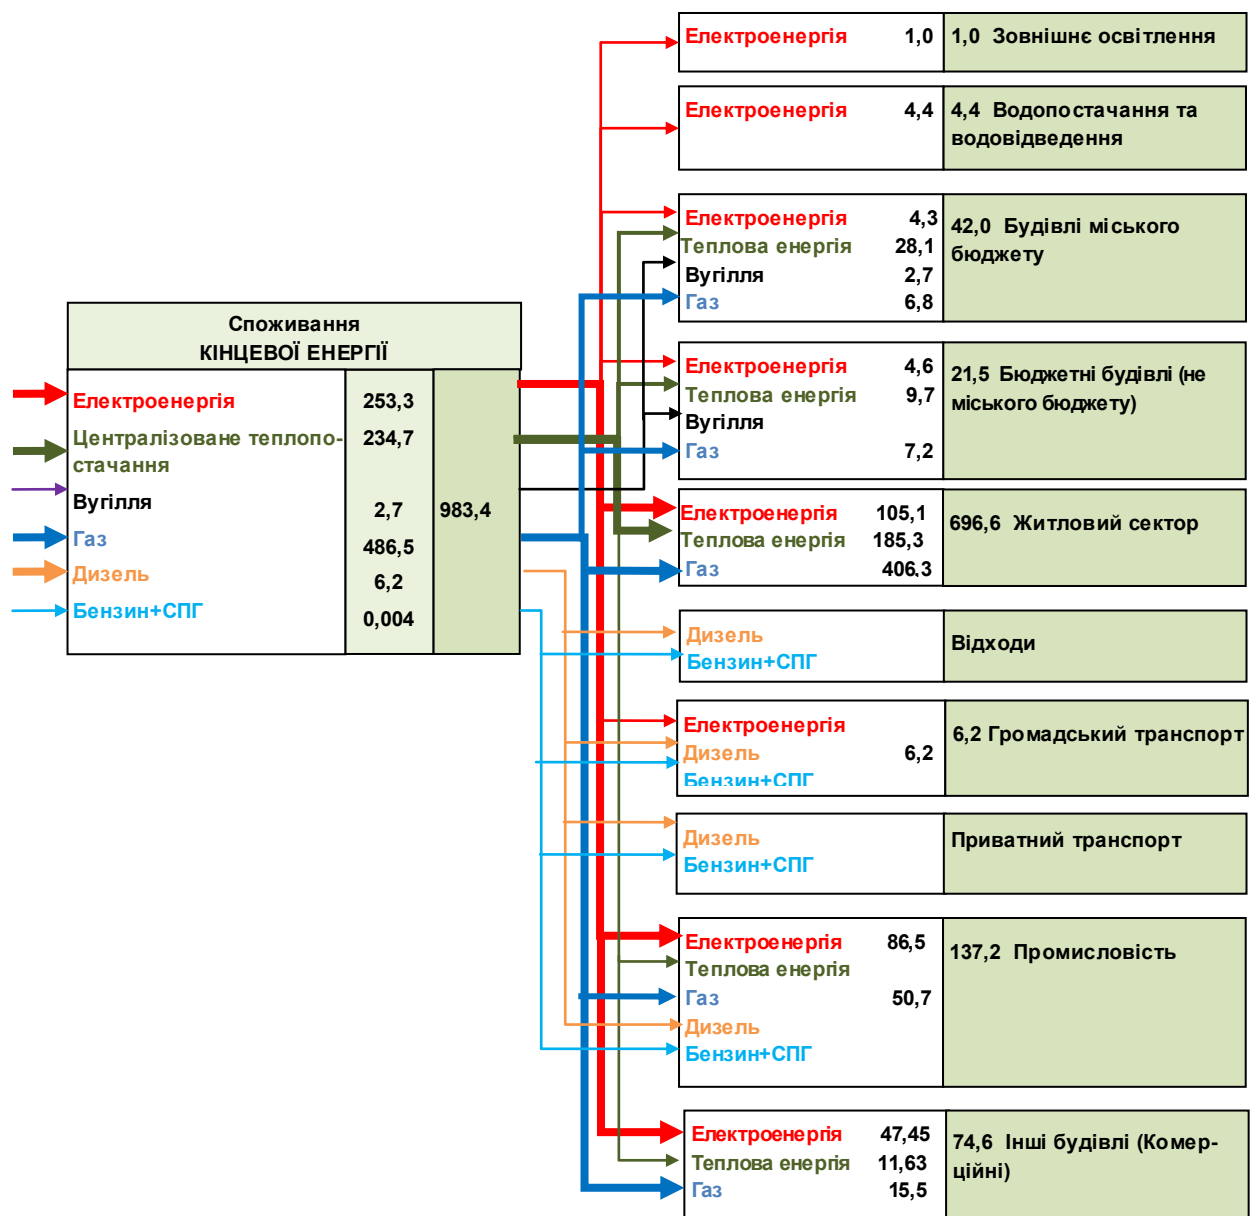 Споживання
КІНЦЕВОЇ ЕНЕРГІЇ
Електроенергія 253,3
Централізоване теплопо- 234,7
стачання
Вугілля 2,7 983,4
Газ 486,5
Дизель 6,2
Бензин+СПГ 0,004
Електроенергія 1,0 1,0 Зовнішнє освітлення
Електроенергія 4,4 4,4 Водопостачання та
водовідведення
Електроенергія 4,3 42,0 Будівлі міського
Теплова енергія 28,1 бюджету
Вугілля 2,7
Газ 6,8
Електроенергія 4,6 21,5 Бюджетні будівлі (не
Теплова енергія 9,7 міського бюджету)
Вугілля
Газ 7,2
Електроенергія 105,1 696,6 Житловий сектор
Теплова енергія 185,3
Газ 406,3
Дизель Відходи
Бензин+СПГ
Електроенергія 6,2 Громадський транспорт
Дизель 6,2
Бензин+СПГ
Дизель Приватний транспорт
Бензин+СПГ
Електроенергія 86,5 137,2 Промисловість
Теплова енергія
Газ 50,7
Дизель
Бензин+СПГ
Електроенергія 47,45 74,6 Інші будівлі (Комер-
Теплова енергія 11,63 ційні)
Газ 15,5